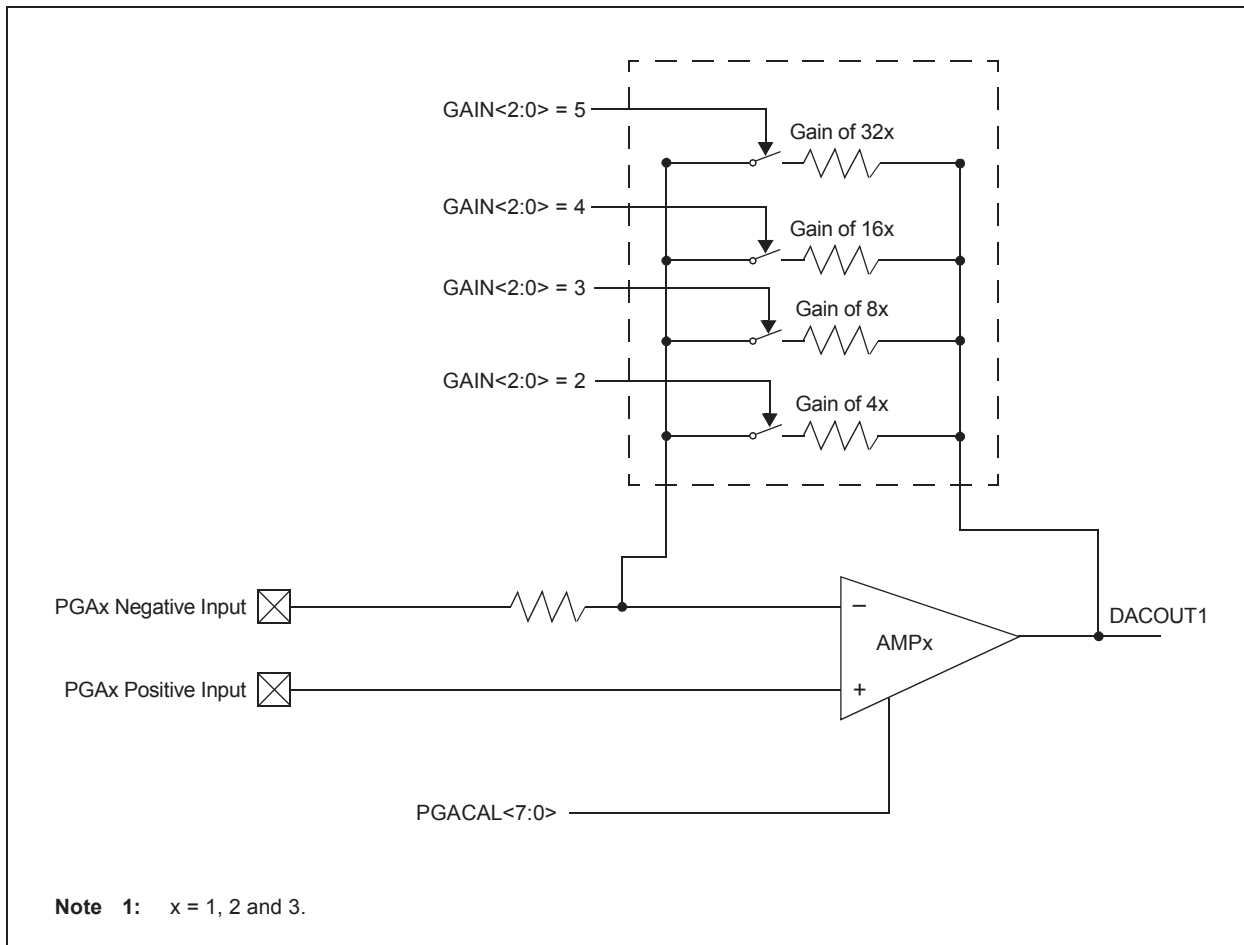 GAIN<2:0> = 5
Gain of 32x
GAIN<2:0> = 4
Gain of 16x
GAIN<2:0> = 3
Gain of 8x
GAIN<2:0> = 2
Gain of 4x
PGAx Negative Input
–
DACOUT1
AMPx
PGAx Positive Input
+
PGACAL<7:0>
Note 1: x = 1, 2 and 3.